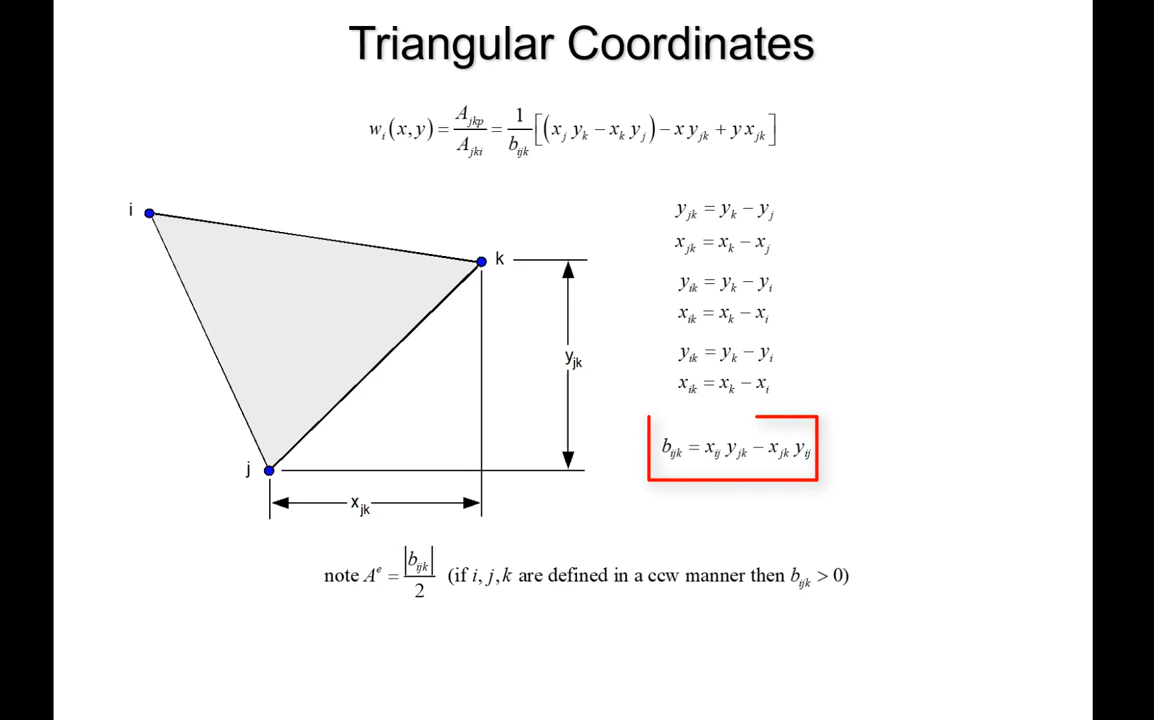 Triangular Coordinates
w_i(x,y) = A_jkp / A_jki = 1 / b_ijk [(x_j y_k − x_k y_j) − x y_jk + y x_jk]
i
k
j
y_jk
x_jk
y_jk = y_k − y_j
x_jk = x_k − x_j
y_ik = y_k − y_i
x_ik = x_k − x_i
y_ik = y_k − y_i
x_ik = x_k − x_i
b_ijk = x_ij y_jk − x_jk y_ij
note A^e = |b_ijk| / 2 (if i, j,k are defined in a ccw manner then b_ijk > 0)